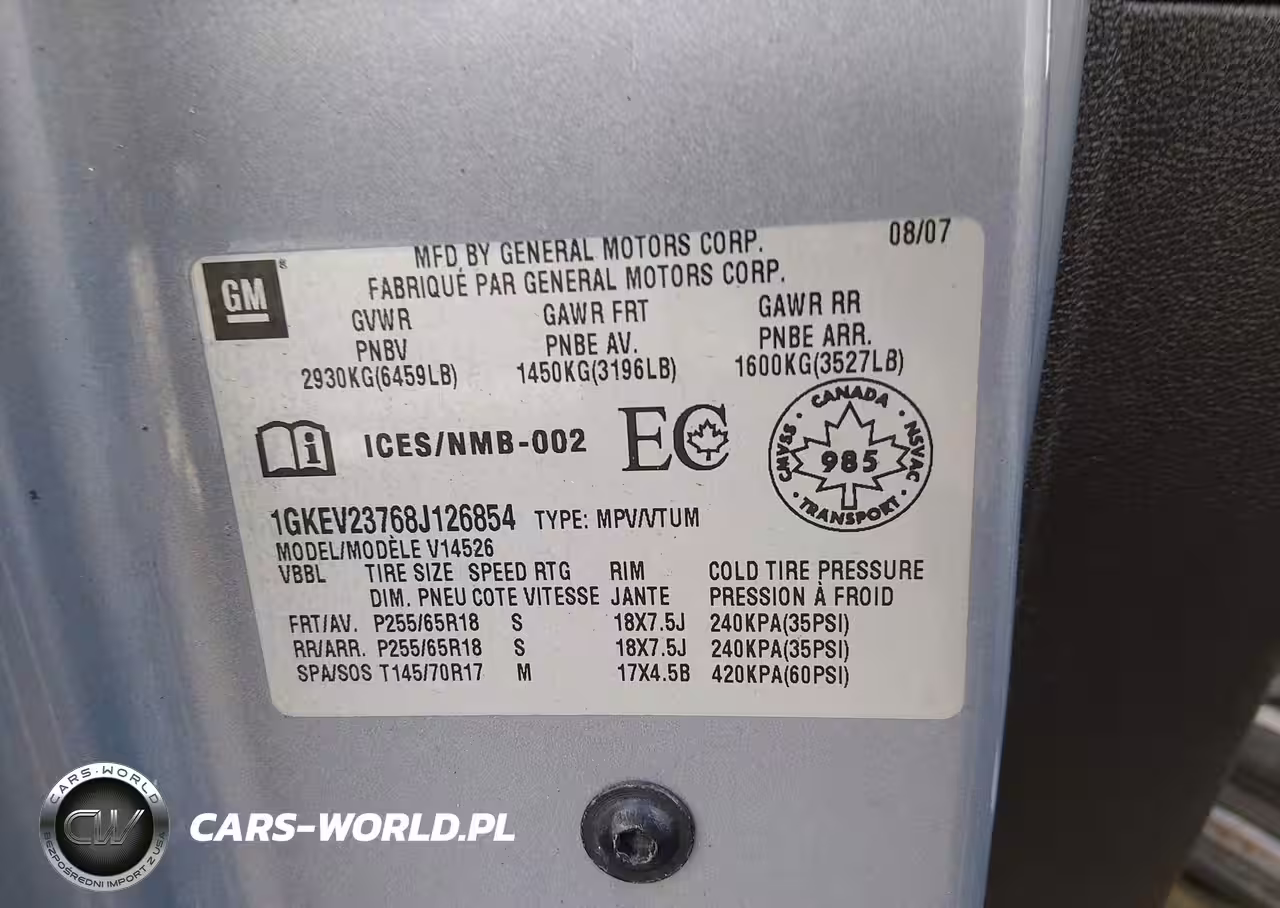 MFD BY GENERAL MOTORS CORP. 08/07
FABRIQUÉ PAR GENERAL MOTORS CORP.
GM
GVWR GAWR FRT GAWR RR
PNBV PNBE AV. PNBE ARR.
2930KG(6459LB) 1450KG(3196LB) 1600KG(3527LB)
i ICES/NMB-002 EC
CANADA
CMVSS 985 NSVAC
TRANSPORT
1GKEV23768J126854 TYPE: MPV/VTUM
MODEL/MODÈLE V14526
VBBL TIRE SIZE SPEED RTG RIM COLD TIRE PRESSURE
DIM. PNEU COTE VITESSE JANTE PRESSION À FROID
FRT/AV. P255/65R18 S 18X7.5J 240KPA(35PSI)
RR/ARR. P255/65R18 S 18X7.5J 240KPA(35PSI)
SPA/SOS T145/70R17 M 17X4.5B 420KPA(60PSI)
CARS-WORLD
CW
BEZPOŚREDNI IMPORT Z USA
CARS-WORLD.PL